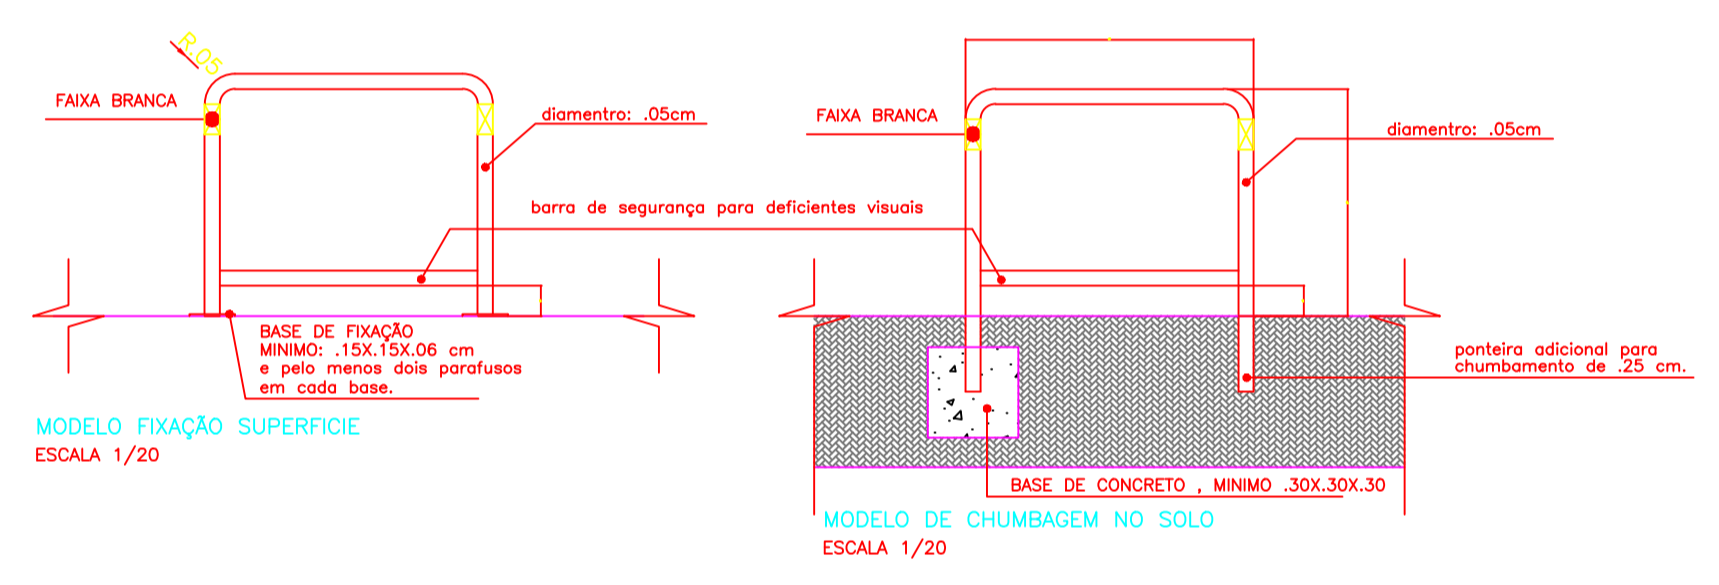 R.05
FAIXA BRANCA
diamentro: .05cm
barra de segurança para deficientes visuais
BASE DE FIXAÇÃO
MINIMO: .15X.15X.06 cm
e pelo menos dois parafusos
em cada base.
MODELO FIXAÇÃO SUPERFICIE
ESCALA 1/20
FAIXA BRANCA
diamentro: .05cm
ponteira adicional para
chumbamento de .25 cm.
BASE DE CONCRETO , MINIMO .30X.30X.30
MODELO DE CHUMBAGEM NO SOLO
ESCALA 1/20